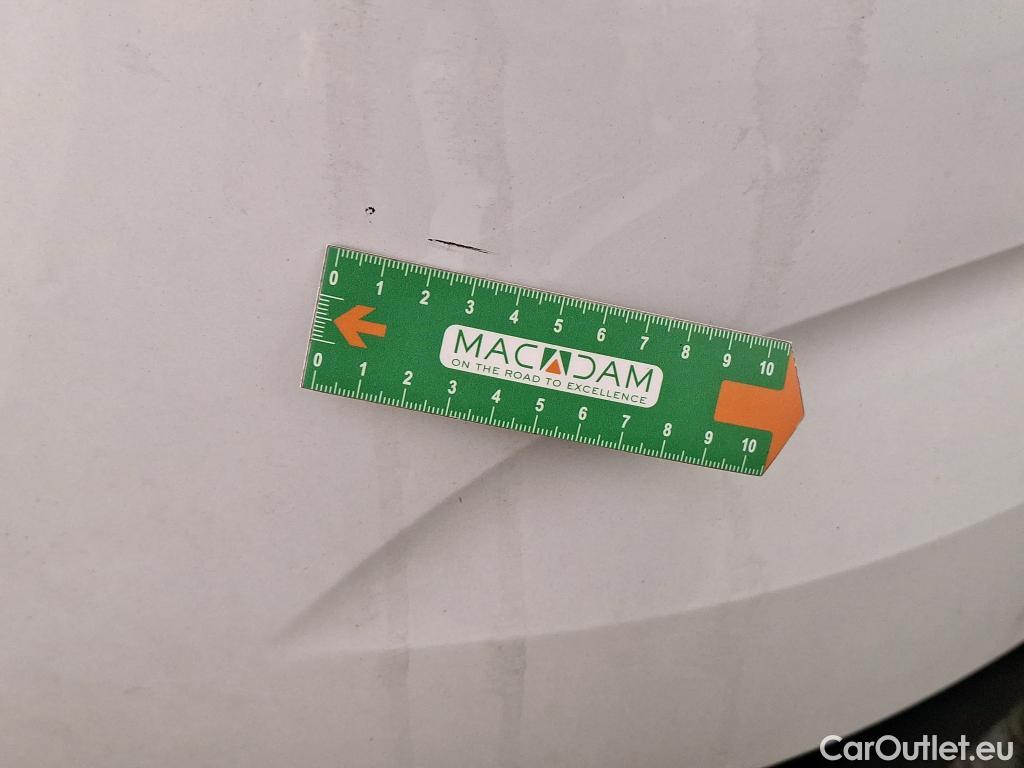 0 1 2 3 4 5 6 7 8 9 10
MACADAM
ON THE ROAD TO EXCELLENCE
0 1 2 3 4 5 6 7 8 9 10
CarOutlet.eu